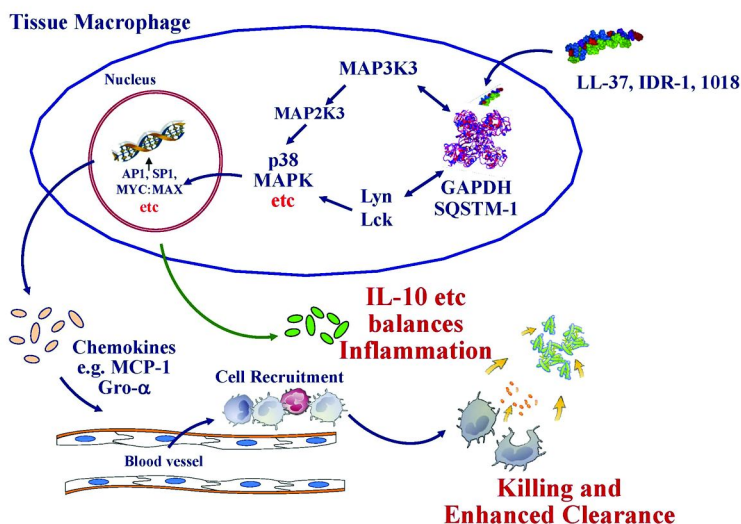 Tissue Macrophage
Nucleus
MAP3K3
LL-37, IDR-1, 1018
MAP2K3
AP1, SP1,
MYC:MAX
etc
p38
MAPK
etc
Lyn
Lck
GAPDH
SQSTM-1
IL-10 etc
balances
Inflammation
Chemokines
e.g. MCP-1
Gro-α
Cell Recruitment
Blood vessel
Killing and
Enhanced Clearance